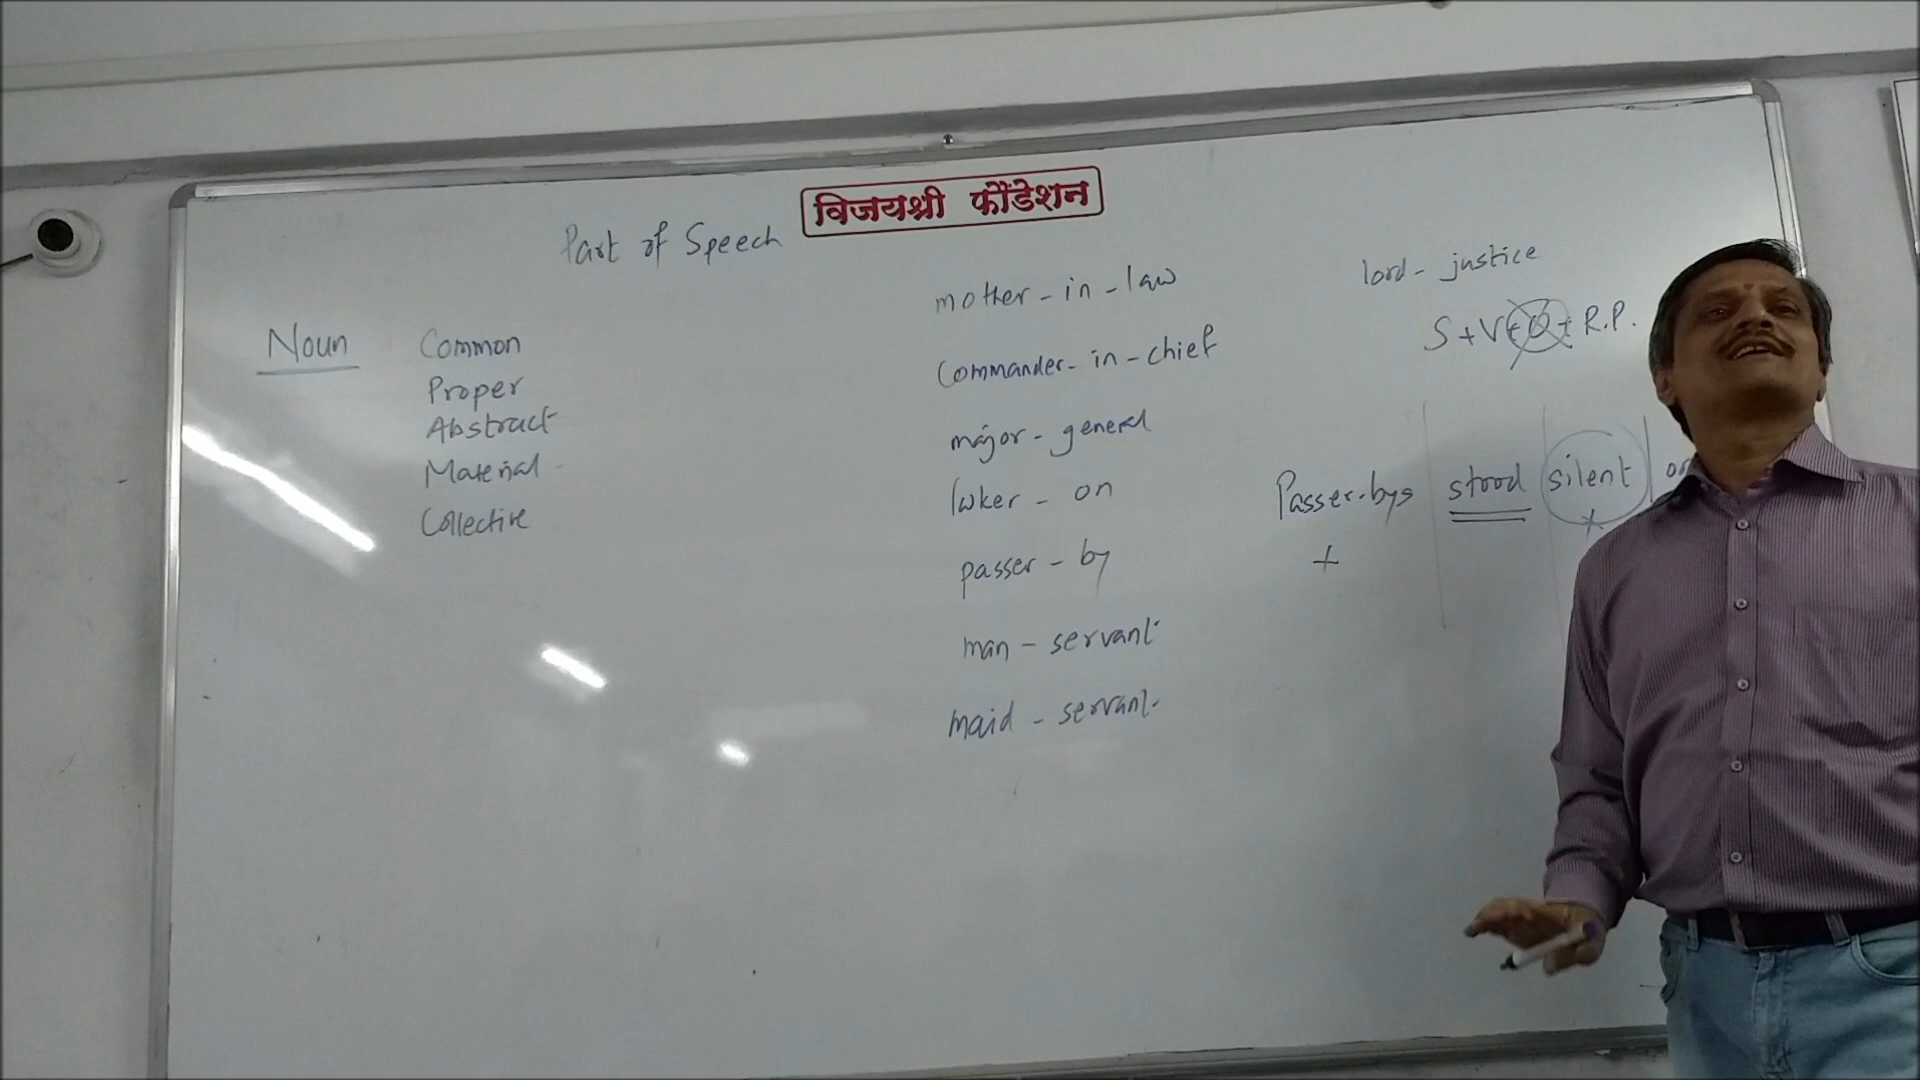 विजयश्री फौंडेशन
Part of Speech
Noun
Common
Proper
Abstract
Material
Collective
mother-in-law
Commander-in-chief
major-general
looker-on
passer-by
man-servant
maid-servant
lord-justice
S+V+O+R.P.
Passer-bys stood silent
+ x